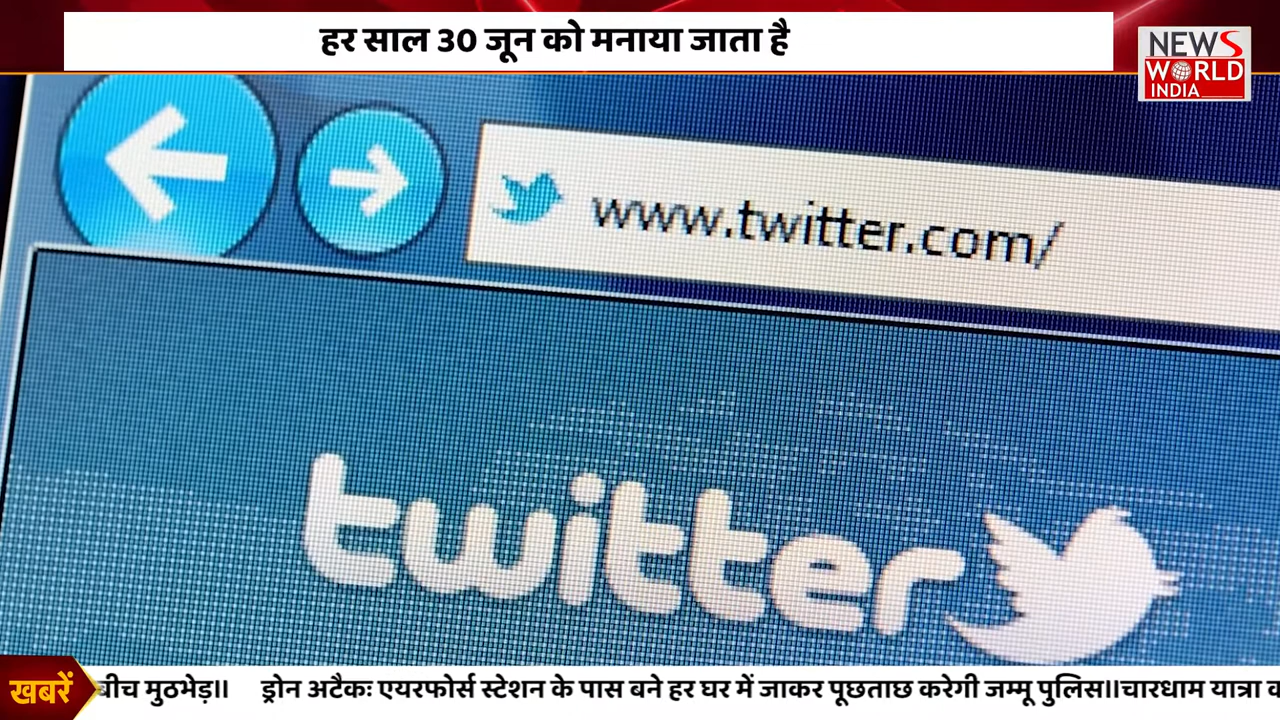 हर साल 30 जून को मनाया जाता है
NEWS
WORLD
INDIA
www.twitter.com/
twitter
खबरें
बीच मुठभेड़।। ड्रोन अटैकः एयरफोर्स स्टेशन के पास बने हर घर में जाकर पूछताछ करेगी जम्मू पुलिस।।चारधाम यात्रा